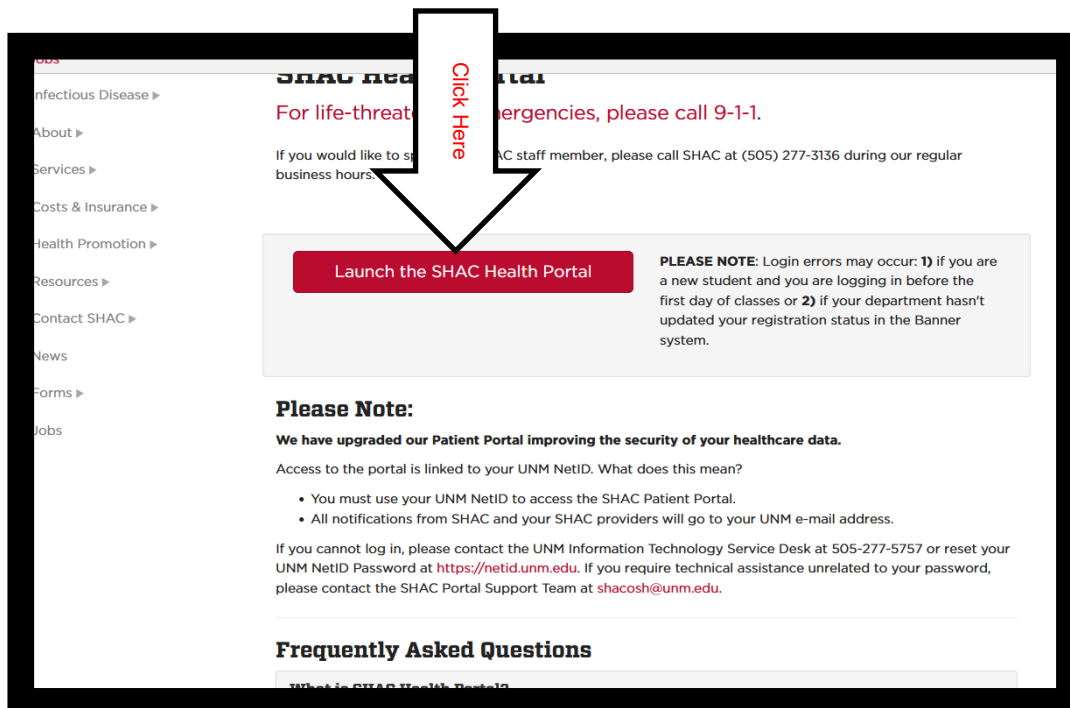 Jobs
Infectious Disease
About
Services
Costs & Insurance
Health Promotion
Resources
Contact SHAC
News
Forms
Jobs
Click Here
SHAC Hea rtal
For life-threat ergencies, please call 9-1-1.
If you would like to sp AC staff member, please call SHAC at (505) 277-3136 during our regular
business hours.
Launch the SHAC Health Portal
PLEASE NOTE: Login errors may occur: 1) if you are
a new student and you are logging in before the
first day of classes or 2) if your department hasn't
updated your registration status in the Banner
system.
Please Note:
We have upgraded our Patient Portal improving the security of your healthcare data.
Access to the portal is linked to your UNM NetID. What does this mean?
• You must use your UNM NetID to access the SHAC Patient Portal.
• All notifications from SHAC and your SHAC providers will go to your UNM e-mail address.
If you cannot log in, please contact the UNM Information Technology Service Desk at 505-277-5757 or reset your
UNM NetID Password at https://netid.unm.edu. If you require technical assistance unrelated to your password,
please contact the SHAC Portal Support Team at shacosh@unm.edu.
Frequently Asked Questions
What is SHAC Health Portal?